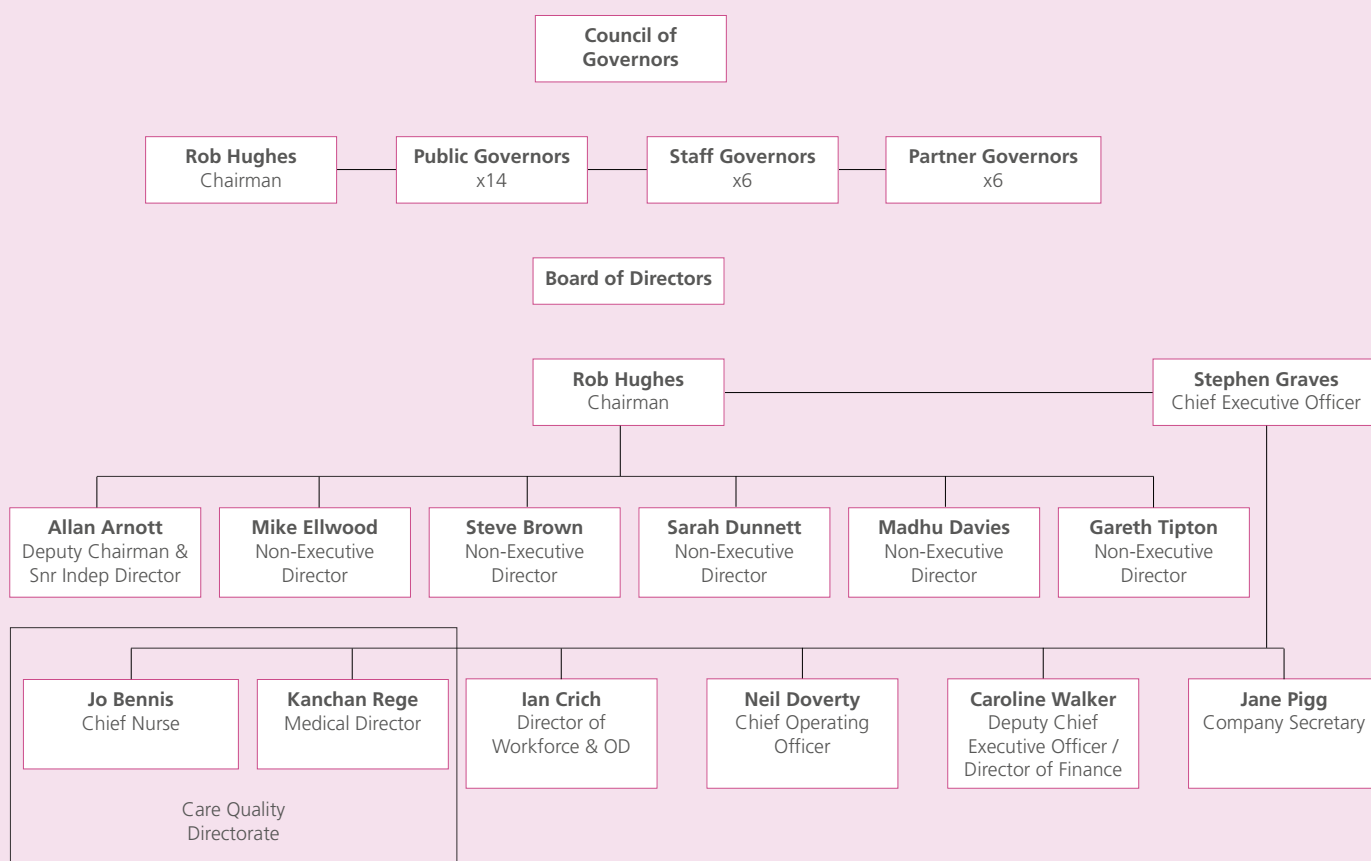 Council of
Governors
Rob Hughes
Chairman
Public Governors
x14
Staff Governors
x6
Partner Governors
x6
Board of Directors
Rob Hughes
Chairman
Stephen Graves
Chief Executive Officer
Allan Arnott
Deputy Chairman &
Snr Indep Director
Mike Ellwood
Non-Executive
Director
Steve Brown
Non-Executive
Director
Sarah Dunnett
Non-Executive
Director
Madhu Davies
Non-Executive
Director
Gareth Tipton
Non-Executive
Director
Jo Bennis
Chief Nurse
Kanchan Rege
Medical Director
Ian Crich
Director of
Workforce & OD
Neil Doverty
Chief Operating
Officer
Caroline Walker
Deputy Chief
Executive Officer /
Director of Finance
Jane Pigg
Company Secretary
Care Quality
Directorate